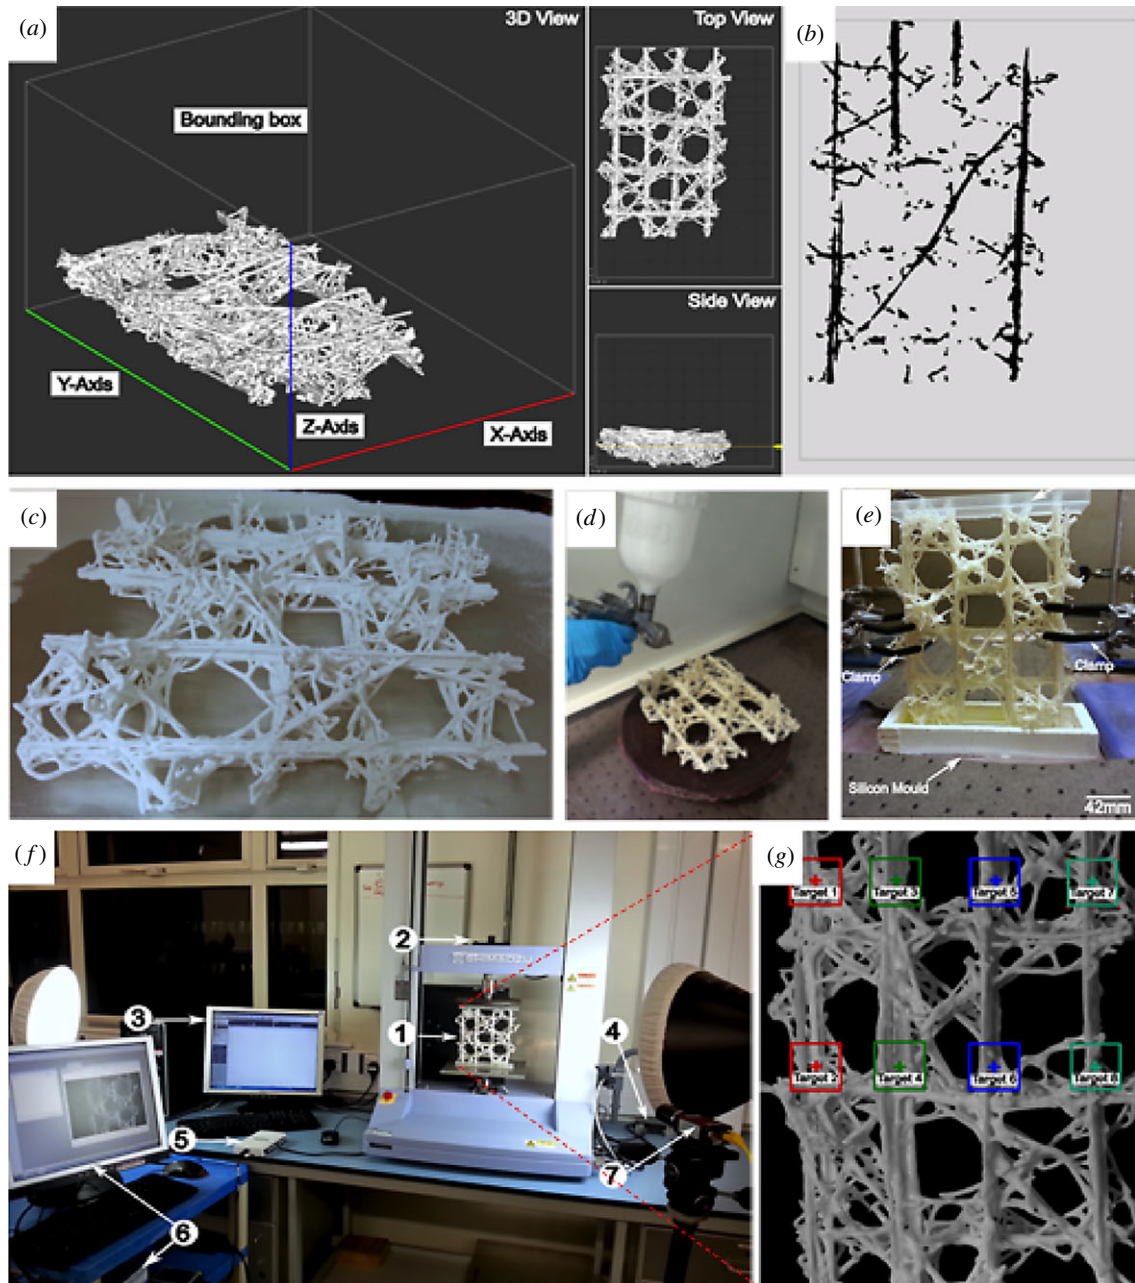 (a)
3D View
Bounding box
Y-Axis
Z-Axis
X-Axis
Top View
Side View
(b)
(c)
(d)
(e)
Clamp
Clamp
Silicon Mould
42mm
(f)
2
3
1
4
5
7
6
(g)
Target 1
Target 3
Target 5
Target 7
Target 2
Target 4
Target 6
Target 8